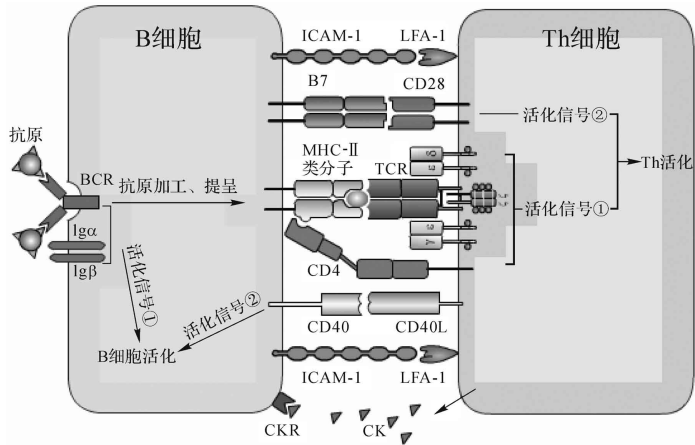 B细胞
ICAM-1
LFA-1
Th细胞
B7
CD28
活化信号②
抗原
MHC-Ⅱ
类分子
TCR
δ
ε
Th活化
BCR
抗原加工、提呈
活化信号①
Igα
Igβ
ε
γ
CD4
活化信号①
活化信号②
CD40
CD40L
B细胞活化
ICAM-1
LFA-1
CKR
CK